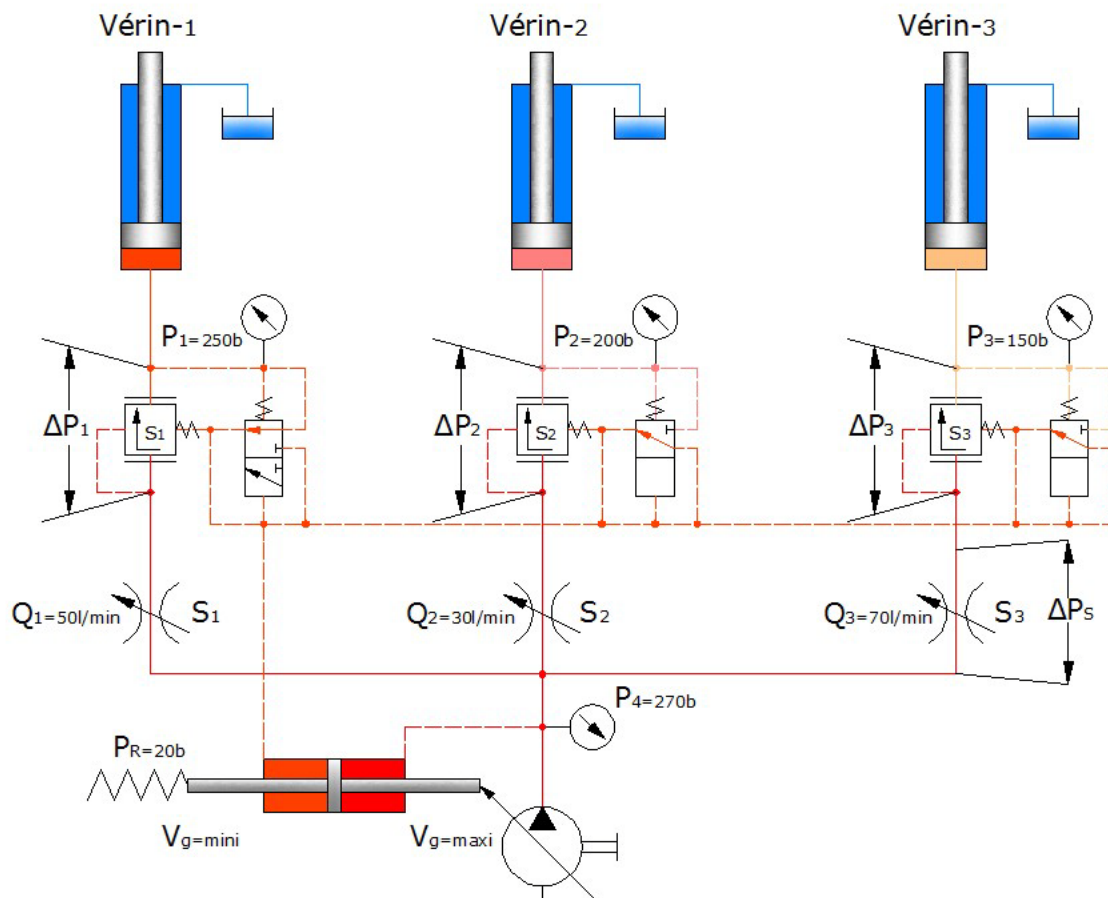 Vérin-1
Vérin-2
Vérin-3
P1=250b
P2=200b
P3=150b
ΔP1
S1
ΔP2
S2
ΔP3
S3
Q1=50l/min
S1
Q2=30l/min
S2
Q3=70l/min
S3
ΔPS
P4=270b
PR=20b
Vg=mini
Vg=maxi